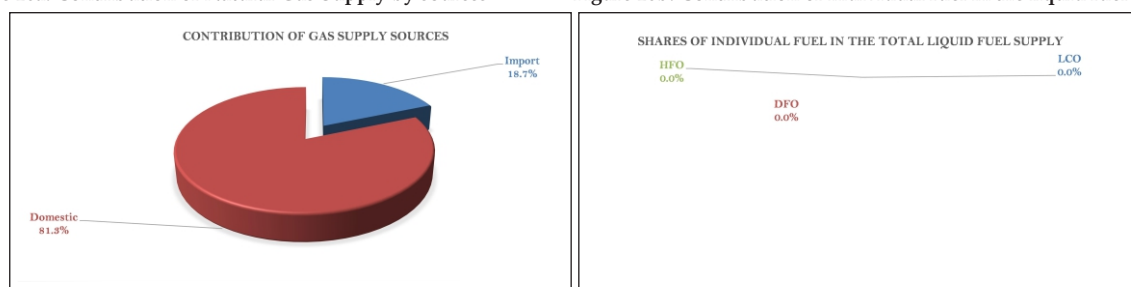 CONTRIBUTION OF GAS SUPPLY SOURCES
Import
18.7%
Domestic
81.3%
SHARES OF INDIVIDUAL FUEL IN THE TOTAL LIQUID FUEL SUPPLY
HFO
0.0%
LCO
0.0%
DFO
0.0%